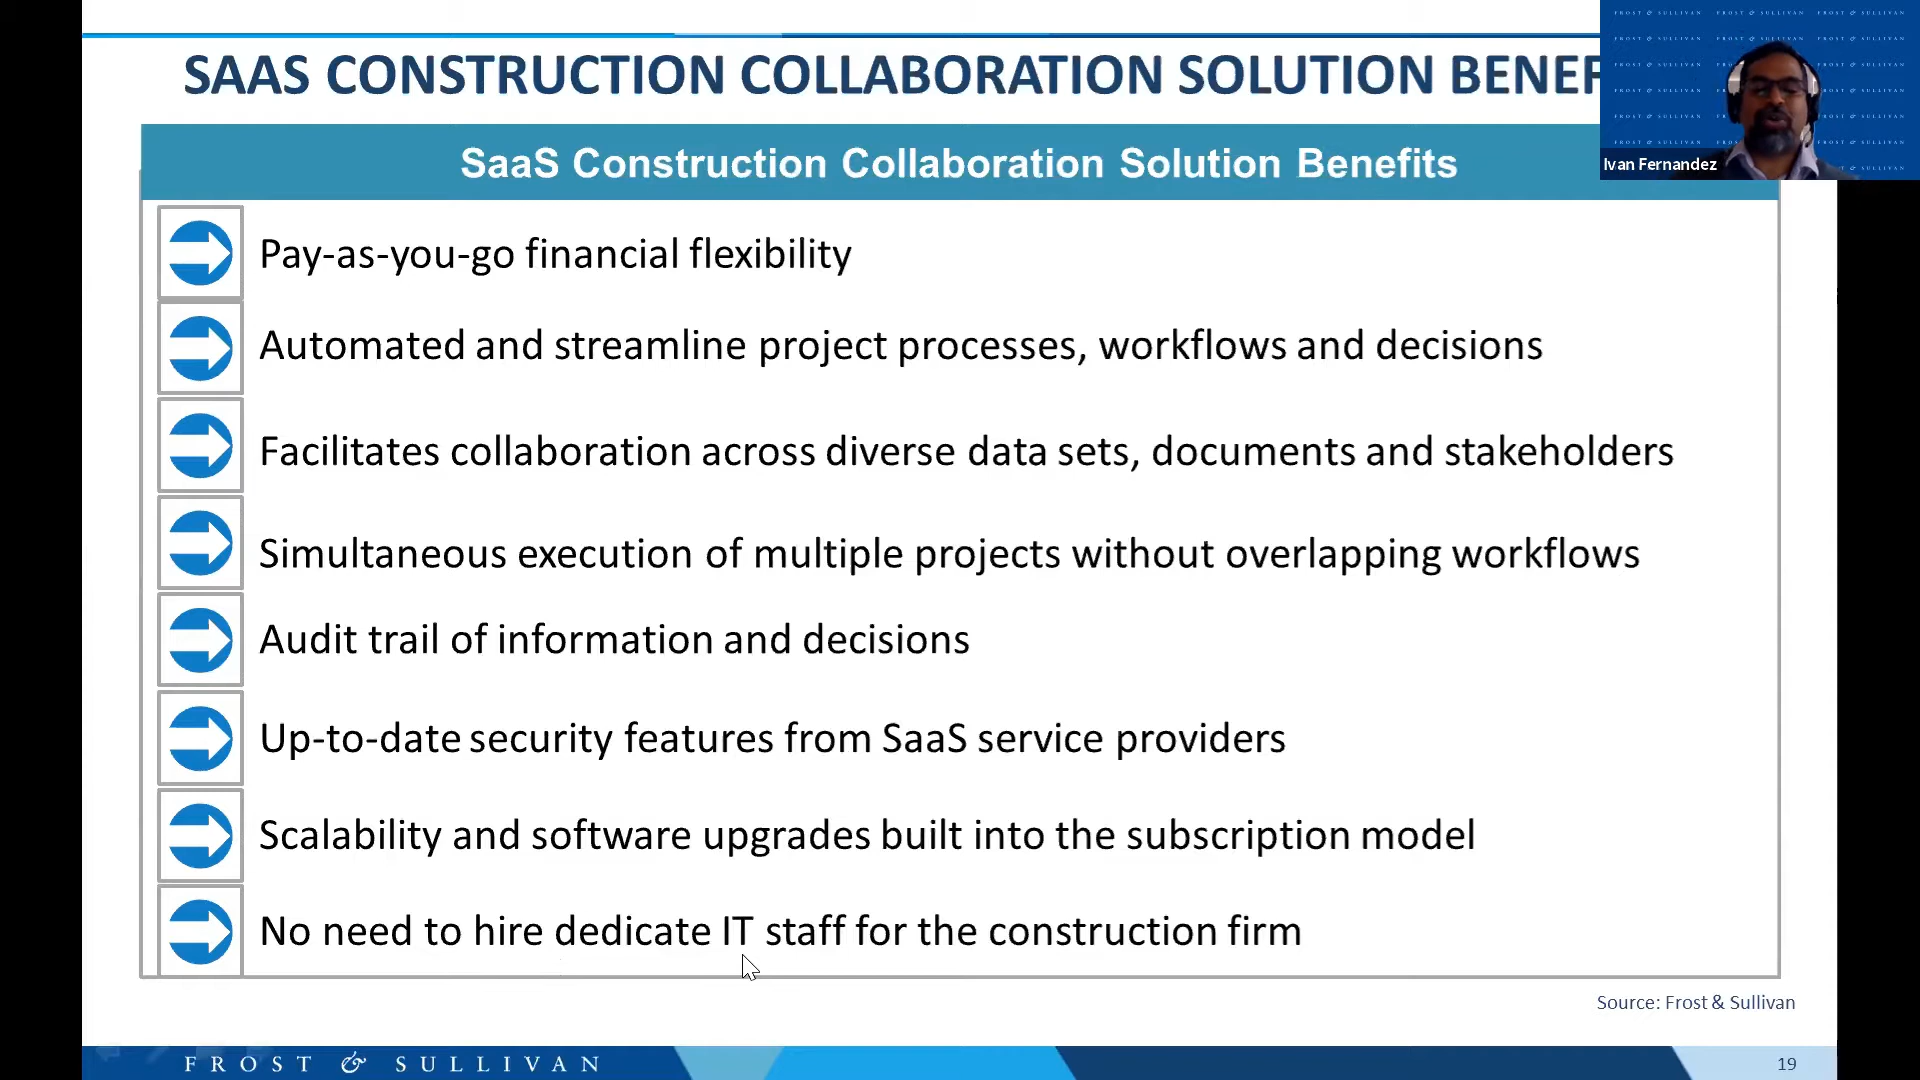 SAAS CONSTRUCTION COLLABORATION SOLUTION BENEF
SaaS Construction Collaboration Solution Benefits
Ivan Fernandez
Pay-as-you-go financial flexibility
Automated and streamline project processes, workflows and decisions
Facilitates collaboration across diverse data sets, documents and stakeholders
Simultaneous execution of multiple projects without overlapping workflows
Audit trail of information and decisions
Up-to-date security features from SaaS service providers
Scalability and software upgrades built into the subscription model
No need to hire dedicate IT staff for the construction firm
Source: Frost & Sullivan
FROST & SULLIVAN
19